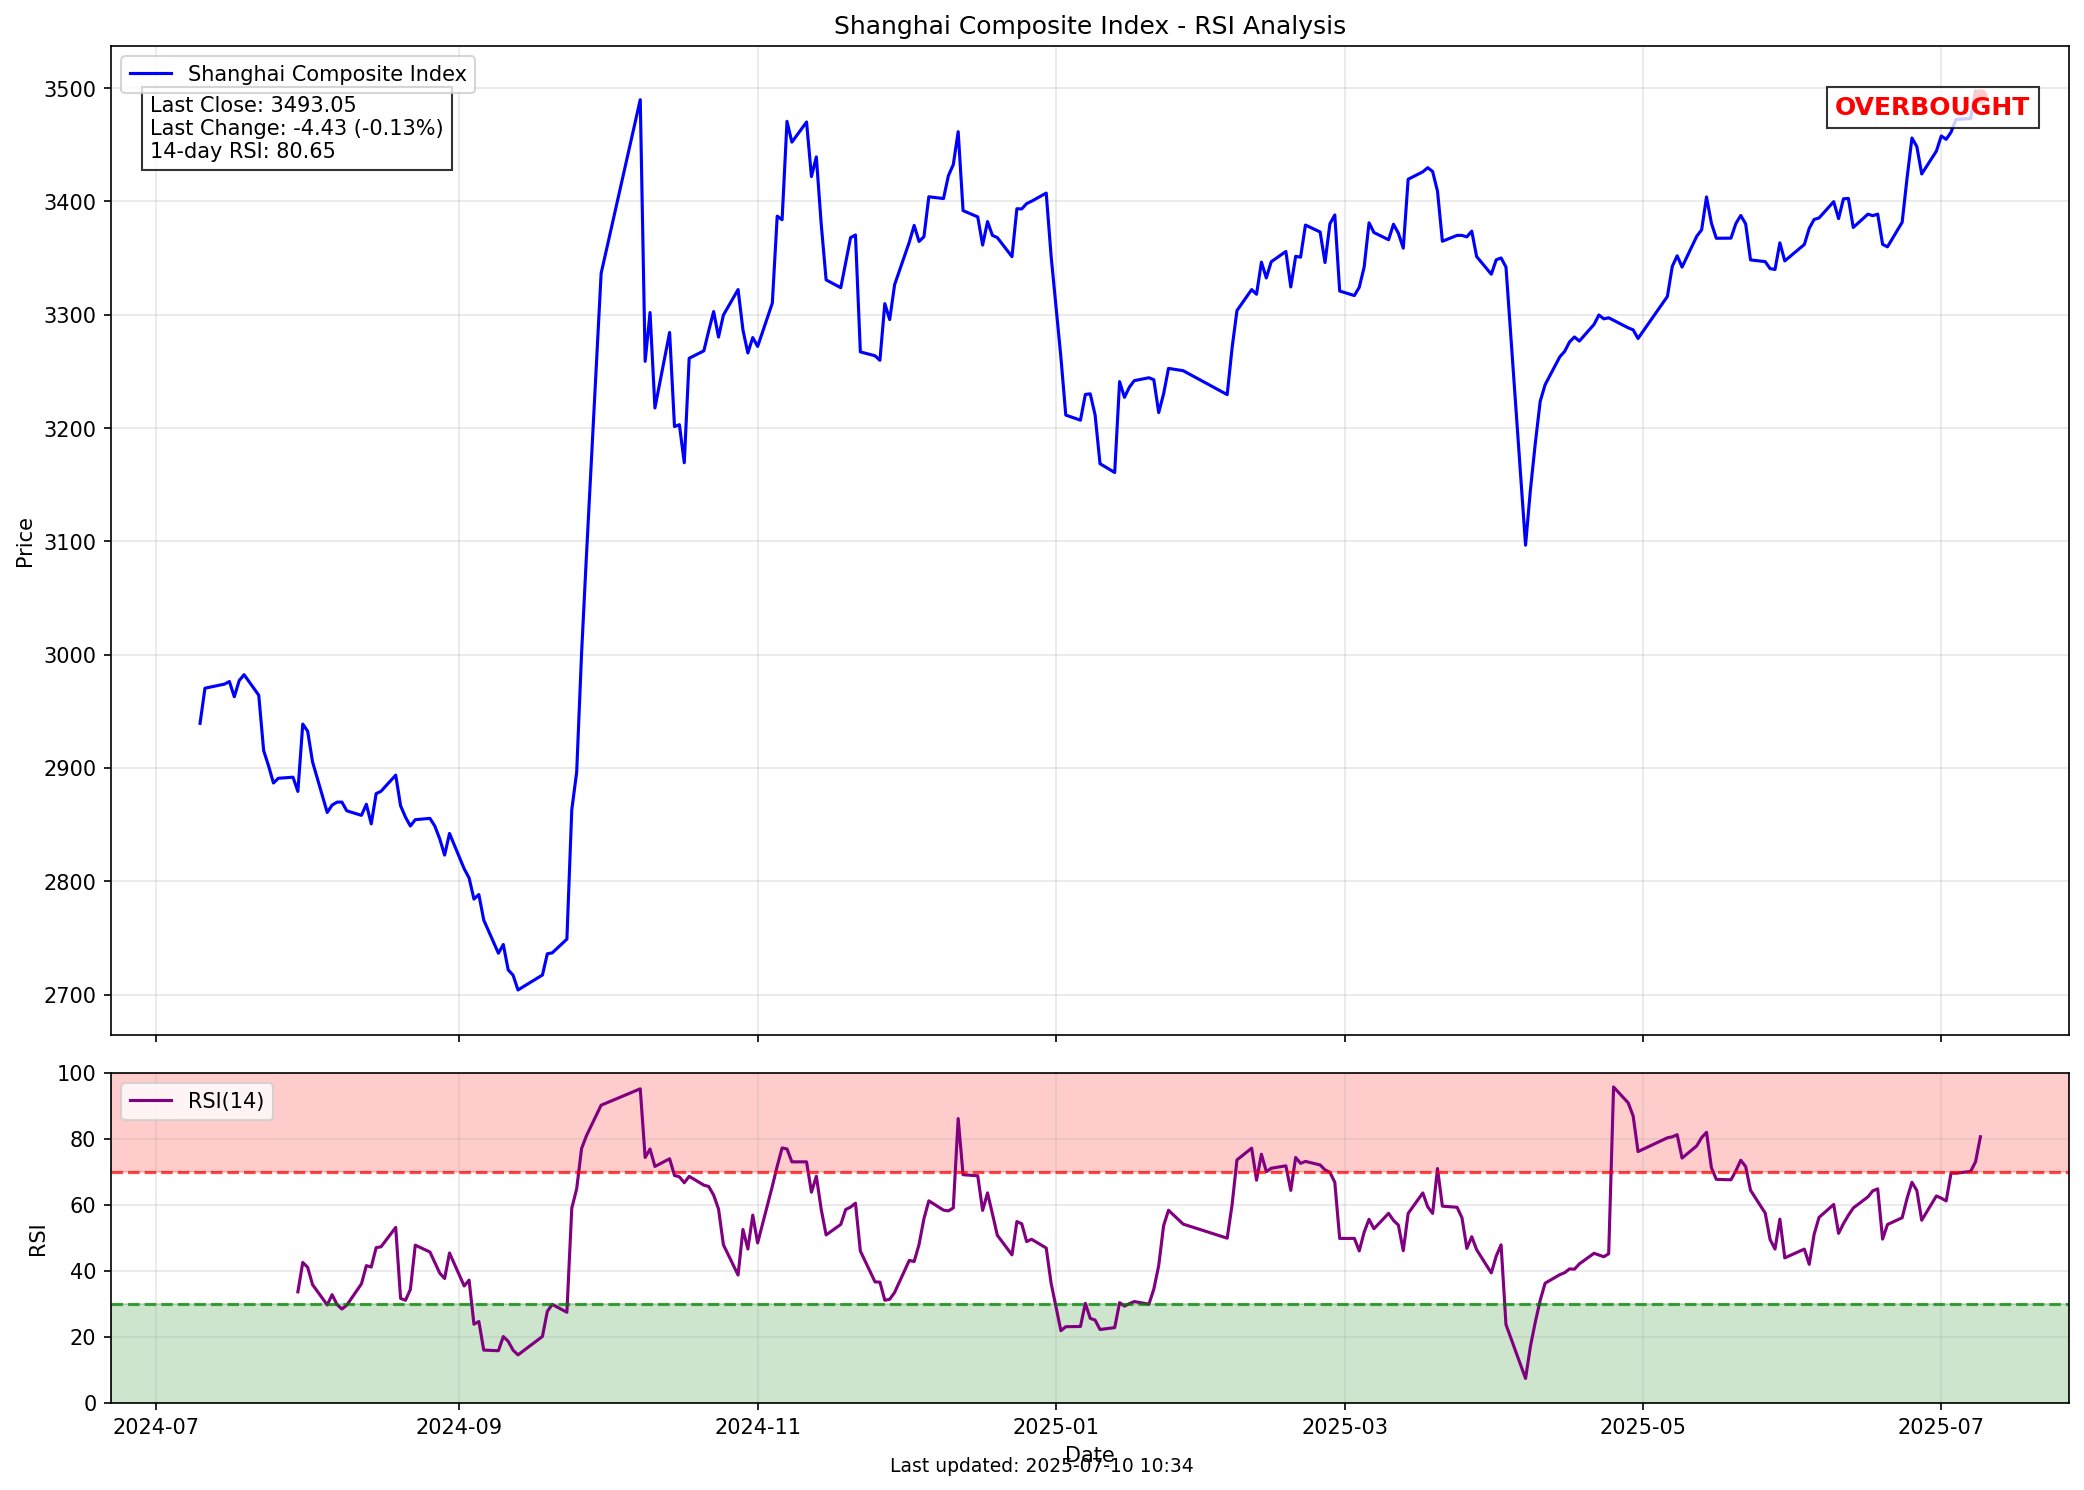 Shanghai Composite Index - RSI Analysis
Shanghai Composite Index
Last Close: 3493.05
Last Change: -4.43 (-0.13%)
14-day RSI: 80.65
OVERBOUGHT
Price
3500
3400
3300
3200
3100
3000
2900
2800
2700
RSI(14)
RSI
100
80
60
40
20
0
2024-07
2024-09
2024-11
2025-01
2025-03
2025-05
2025-07
Date
Last updated: 2025-07-10 10:34